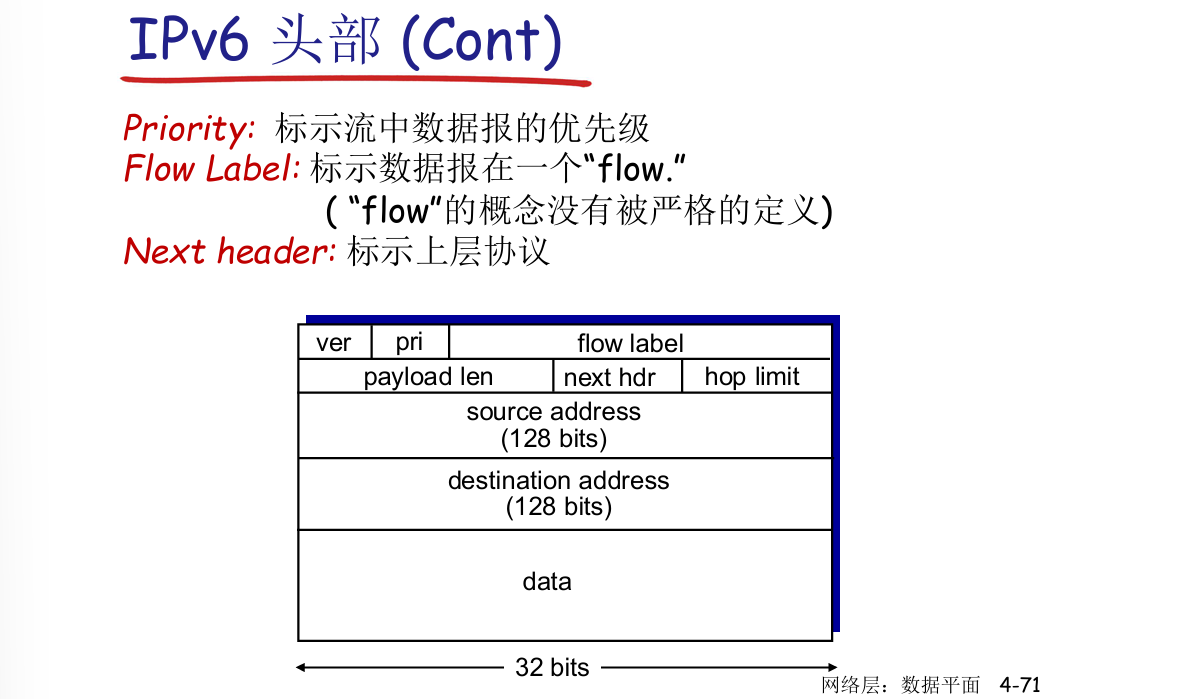 IPv6 头部 (Cont)
Priority: 标示流中数据报的优先级
Flow Label: 标示数据报在一个“flow.”
( “flow”的概念没有被严格的定义)
Next header: 标示上层协议
ver pri flow label
payload len next hdr hop limit
source address
(128 bits)
destination address
(128 bits)
data
32 bits
网络层：数据平面 4-71